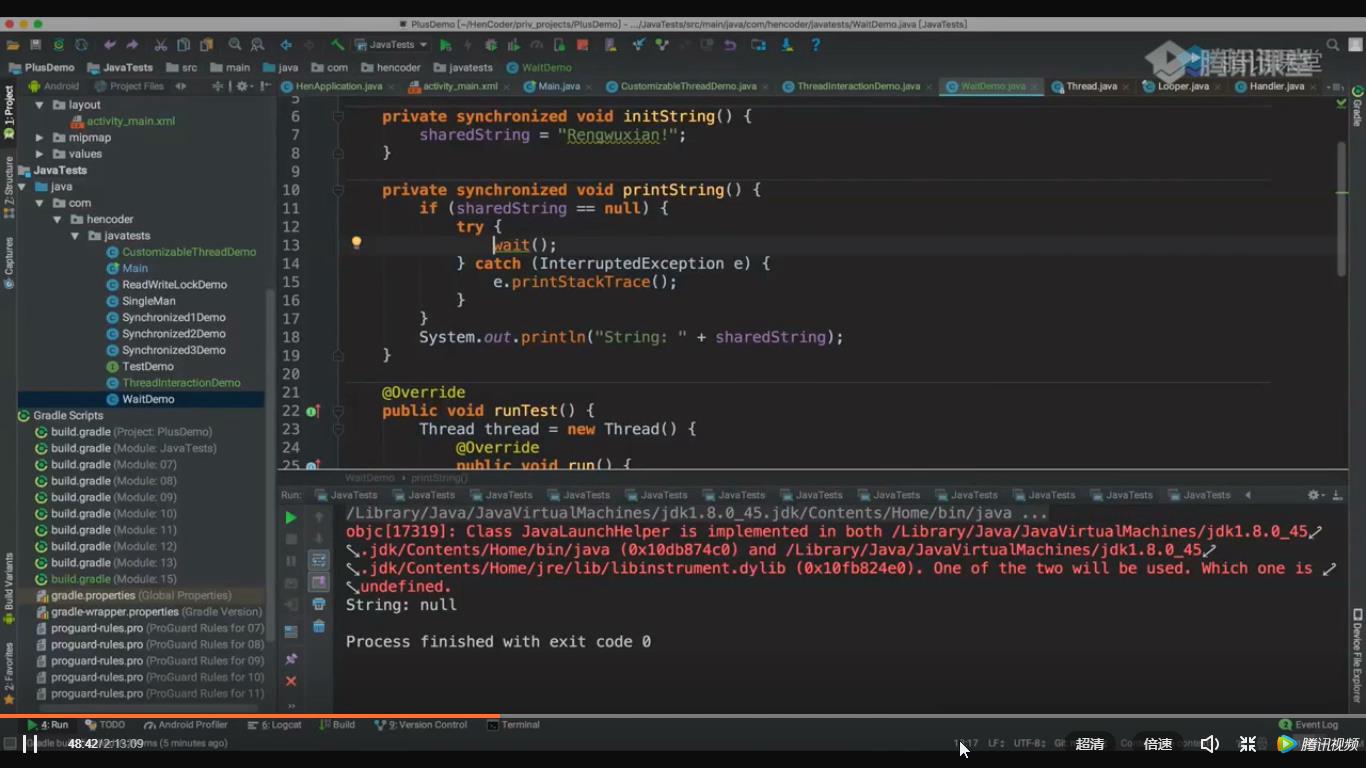 PlusDemo [~/HenCoder/priv_projects/PlusDemo] - .../JavaTests/src/main/java/com/hencoder/javatests/WaitDemo.java [JavaTests]
JavaTests
PlusDemo JavaTests src main java com hencoder javatests WaitDemo
腾讯课堂
Android Project Files
HenApplication.java activity_main.xml Main.java CustomizableThreadDemo.java ThreadInteractionDemo.java WaitDemo.java Thread.java Looper.java Handler.java
1: Project
Z: Structure
Captures
Build Variants
2: Favorites
Gradle
Device File Explorer
layout
activity_main.xml
mipmap
values
JavaTests
java
com
hencoder
javatests
CustomizableThreadDemo
Main
ReadWriteLockDemo
SingleMan
Synchronized1Demo
Synchronized2Demo
Synchronized3Demo
TestDemo
ThreadInteractionDemo
WaitDemo
Gradle Scripts
build.gradle (Project: PlusDemo)
build.gradle (Module: JavaTests)
build.gradle (Module: 07)
build.gradle (Module: 08)
build.gradle (Module: 09)
build.gradle (Module: 10)
build.gradle (Module: 11)
build.gradle (Module: 12)
build.gradle (Module: 13)
build.gradle (Module: 15)
gradle.properties (Global Properties)
gradle-wrapper.properties (Gradle Version)
proguard-rules.pro (ProGuard Rules for 07)
proguard-rules.pro (ProGuard Rules for 08)
proguard-rules.pro (ProGuard Rules for 09)
proguard-rules.pro (ProGuard Rules for 10)
proguard-rules.pro (ProGuard Rules for 11)
5
6 private synchronized void initString() {
7 sharedString = "Rengwuxian!";
8 }
9
10 private synchronized void printString() {
11 if (sharedString == null) {
12 try {
13 wait();
14 } catch (InterruptedException e) {
15 e.printStackTrace();
16 }
17 }
18 System.out.println("String: " + sharedString);
19 }
20
21 @Override
22 public void runTest() {
23 Thread thread = new Thread() {
24 @Override
25 public void run() {
WaitDemo › printString()
Run: JavaTests JavaTests JavaTests JavaTests JavaTests JavaTests JavaTests JavaTests JavaTests JavaTests JavaTests JavaTests
/Library/Java/JavaVirtualMachines/jdk1.8.0_45.jdk/Contents/Home/bin/java ...
objc[17319]: Class JavaLaunchHelper is implemented in both /Library/Java/JavaVirtualMachines/jdk1.8.0_45
.jdk/Contents/Home/bin/java (0x10db874c0) and /Library/Java/JavaVirtualMachines/jdk1.8.0_45
.jdk/Contents/Home/jre/lib/libinstrument.dylib (0x10fb824e0). One of the two will be used. Which one is
undefined.
String: null
Process finished with exit code 0
4: Run TODO Android Profiler 6: Logcat Build 9: Version Control Terminal Event Log
48:42/2:13:09
(5 minutes ago)
LF UTF-8
超清 倍速 腾讯视频